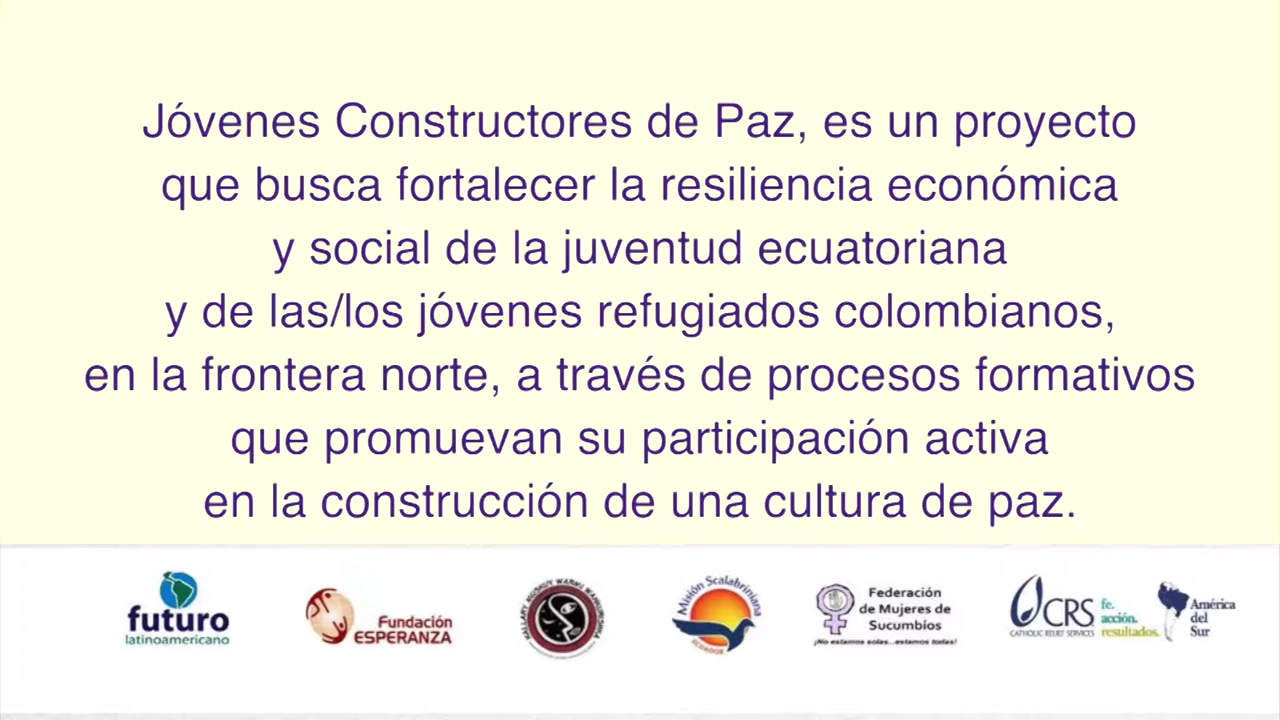 Jóvenes Constructores de Paz, es un proyecto
que busca fortalecer la resiliencia económica
y social de la juventud ecuatoriana
y de las/los jóvenes refugiados colombianos,
en la frontera norte, a través de procesos formativos
que promuevan su participación activa
en la construcción de una cultura de paz.
futuro
latinoamericano
Fundación
ESPERANZA
Misión Scalabriniana
ECUADOR
Federación
de Mujeres de
Sucumbíos
¡No estamos solas...estamos todas!
CRS
CATHOLIC RELIEF SERVICES
fe.
acción.
resultados.
América
del
Sur